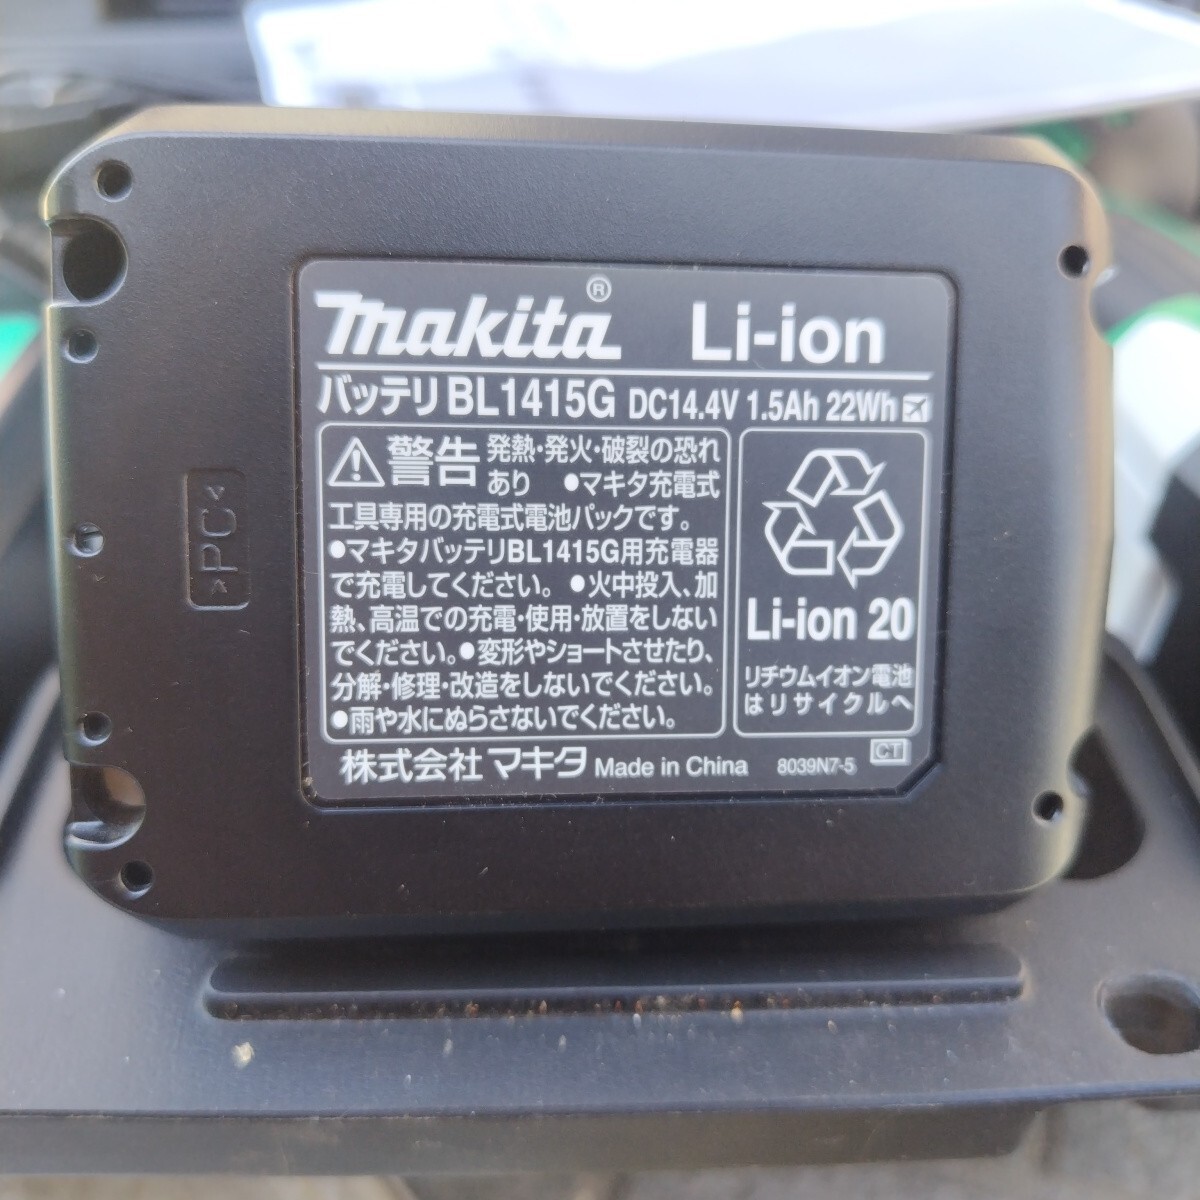 makita® Li-ion
バッテリ BL1415G DC14.4V 1.5Ah 22Wh
警告 発熱・発火・破裂の恐れ
あり ●マキタ充電式
工具専用の充電式電池パックです。
●マキタバッテリBL1415G用充電器
で充電してください。 ●火中投入、加
熱、高温での充電・使用・放置をしない
でください。●変形やショートさせたり、
分解・修理・改造をしないでください。
●雨や水にぬらさないでください。
Li-ion 20
リチウムイオン電池
はリサイクルへ
株式会社 マキタ Made in China 8039N7-5 CT
>PC<